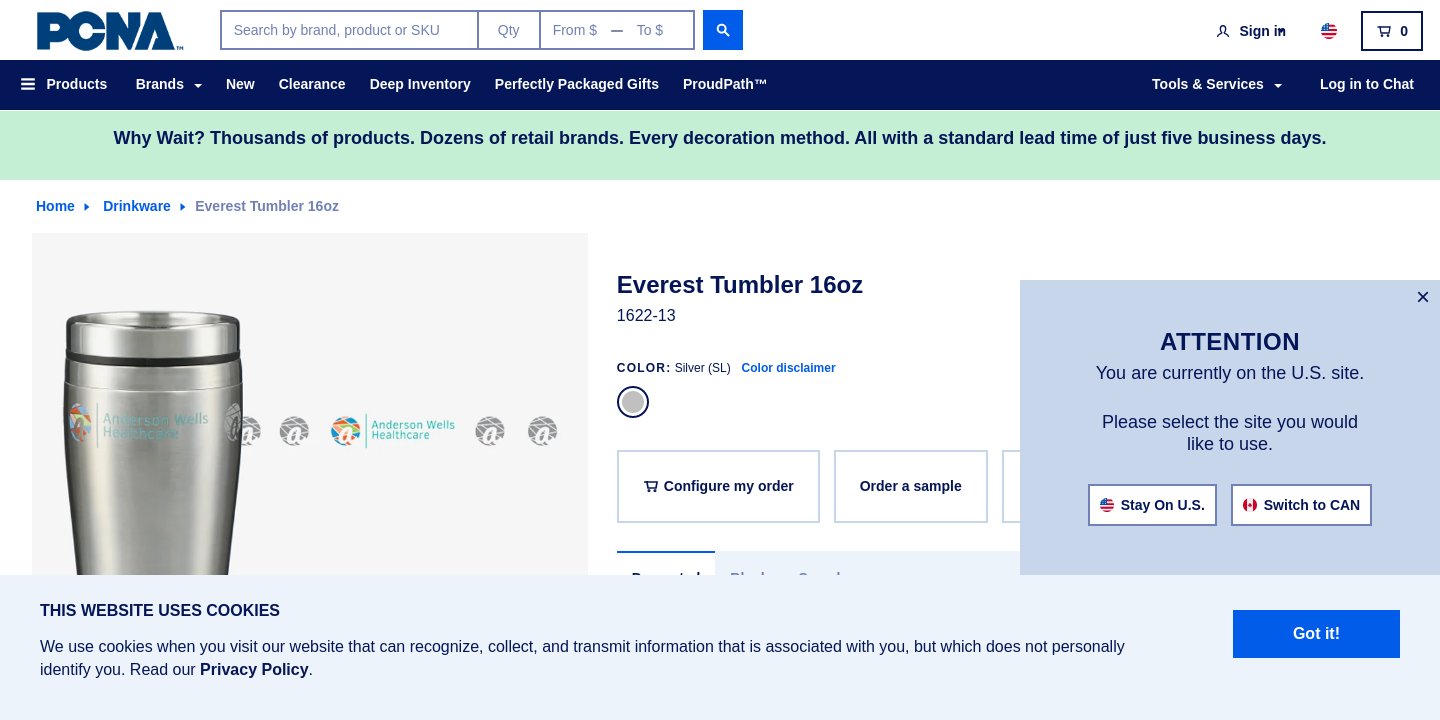 PCNA™
Search by brand, product or SKU
Qty
From $ — To $
Sign in
0
Products
Brands
New
Clearance
Deep Inventory
Perfectly Packaged Gifts
ProudPath™
Tools & Services
Log in to Chat
Why Wait? Thousands of products. Dozens of retail brands. Every decoration method. All with a standard lead time of just five business days.
Home
Drinkware
Everest Tumbler 16oz
Anderson Wells
Healthcare
a
a
a Anderson Wells
Healthcare
a
a
Everest Tumbler 16oz
1622-13
COLOR: Silver (SL) Color disclaimer
Configure my order
Order a sample
×
ATTENTION
You are currently on the U.S. site.
Please select the site you would
like to use.
Stay On U.S.
Switch to CAN
THIS WEBSITE USES COOKIES
We use cookies when you visit our website that can recognize, collect, and transmit information that is associated with you, but which does not personally
identify you. Read our Privacy Policy.
Got it!